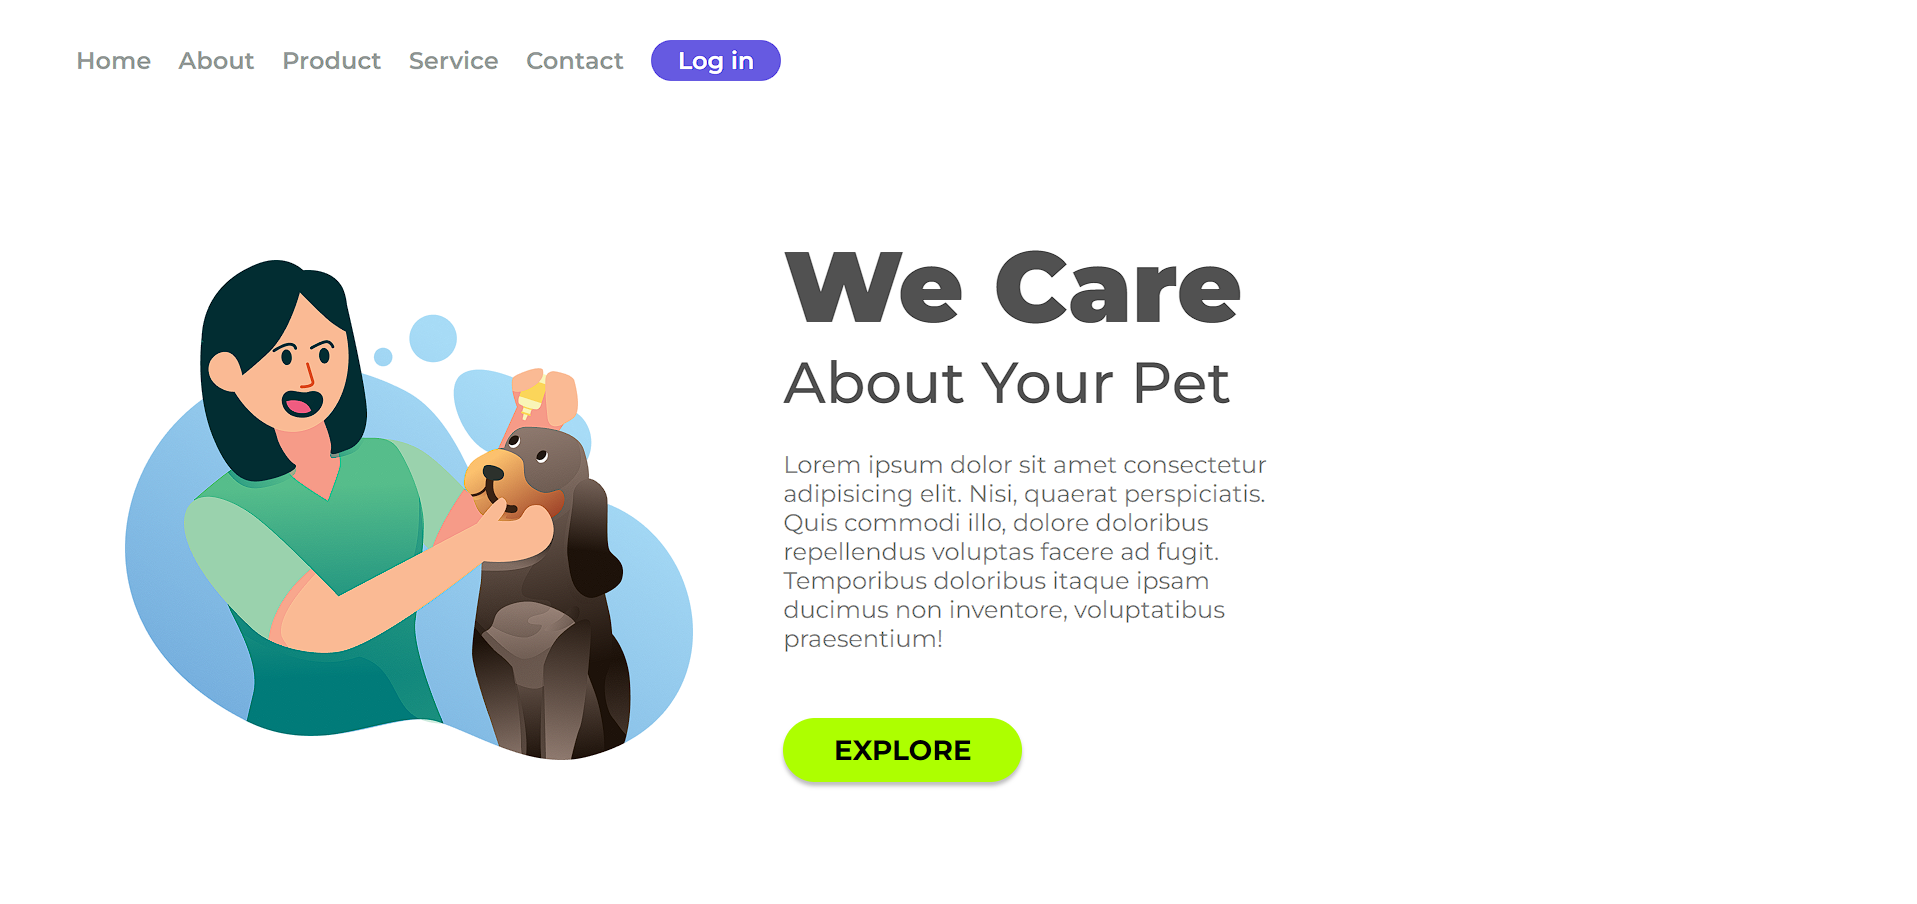 Home About Product Service Contact Log in
We Care
About Your Pet
Lorem ipsum dolor sit amet consectetur
adipisicing elit. Nisi, quaerat perspiciatis.
Quis commodi illo, dolore doloribus
repellendus voluptas facere ad fugit.
Temporibus doloribus itaque ipsam
ducimus non inventore, voluptatibus
praesentium!
EXPLORE